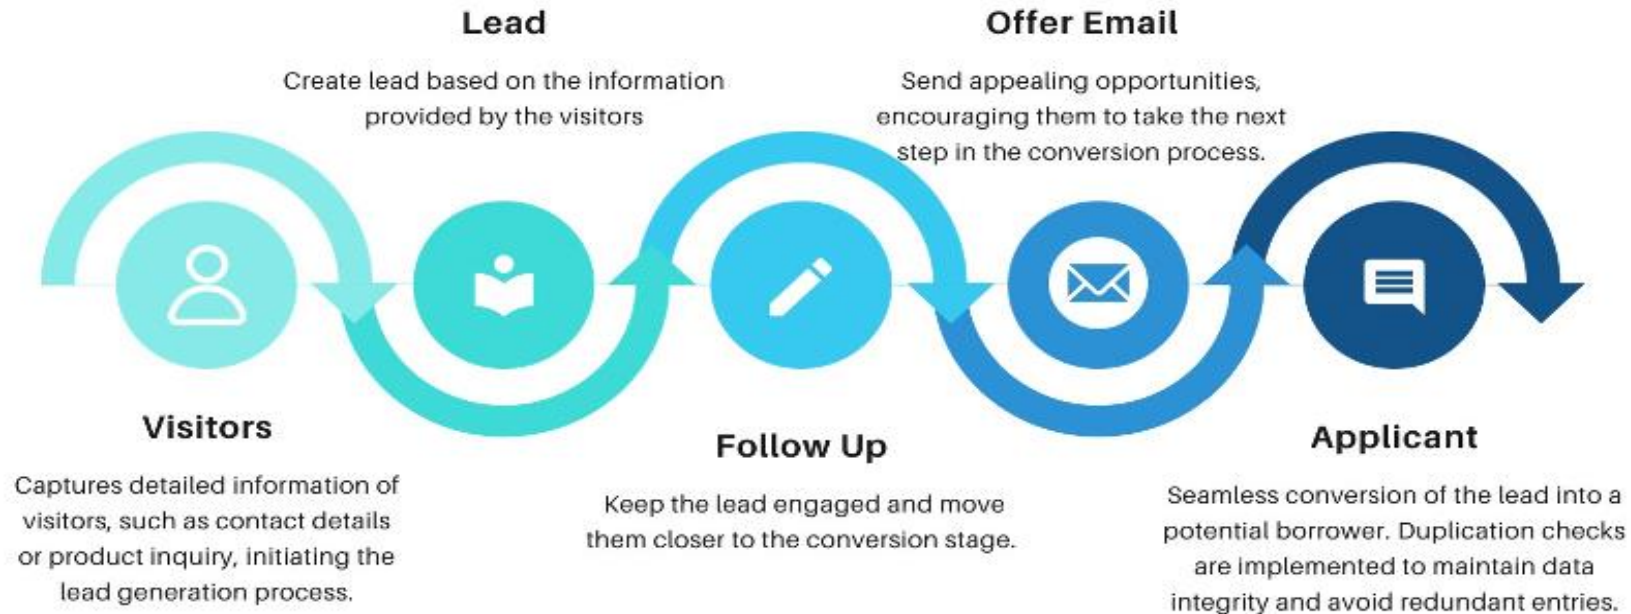 Lead
Create lead based on the information
provided by the visitors
Offer Email
Send appealing opportunities,
encouraging them to take the next
step in the conversion process.
Visitors
Captures detailed information of
visitors, such as contact details
or product inquiry, initiating the
lead generation process.
Follow Up
Keep the lead engaged and move
them closer to the conversion stage.
Applicant
Seamless conversion of the lead into a
potential borrower. Duplication checks
are implemented to maintain data
integrity and avoid redundant entries.